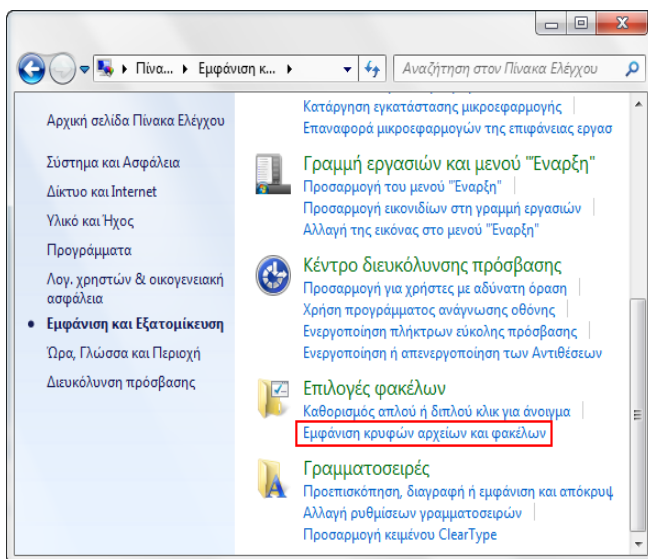 Πίνα... Εμφάνιση κ... Αναζήτηση στον Πίνακα Ελέγχου
Αρχική σελίδα Πίνακα Ελέγχου
Σύστημα και Ασφάλεια
Δίκτυο και Internet
Υλικό και Ήχος
Προγράμματα
Λογ. χρηστών & οικογενειακή
ασφάλεια
Εμφάνιση και Εξατομίκευση
Ώρα, Γλώσσα και Περιοχή
Διευκόλυνση πρόσβασης
Κατάργηση εγκατάστασης μικροεφαρμογής
Επαναφορά μικροεφαρμογών της επιφάνειας εργασ
Γραμμή εργασιών και μενού "Έναρξη"
Προσαρμογή του μενού "Έναρξη"
Προσαρμογή εικονιδίων στη γραμμή εργασιών
Αλλαγή της εικόνας στο μενού "Έναρξη"
Κέντρο διευκόλυνσης πρόσβασης
Προσαρμογή για χρήστες με αδύνατη όραση
Χρήση προγράμματος ανάγνωσης οθόνης
Ενεργοποίηση πλήκτρων εύκολης πρόσβασης
Ενεργοποίηση ή απενεργοποίηση των Αντιθέσεων
Επιλογές φακέλων
Καθορισμός απλού ή διπλού κλικ για άνοιγμα
Εμφάνιση κρυφών αρχείων και φακέλων
Γραμματοσειρές
Προεπισκόπηση, διαγραφή ή εμφάνιση και απόκρυψ
Αλλαγή ρυθμίσεων γραμματοσειρών
Προσαρμογή κειμένου ClearType